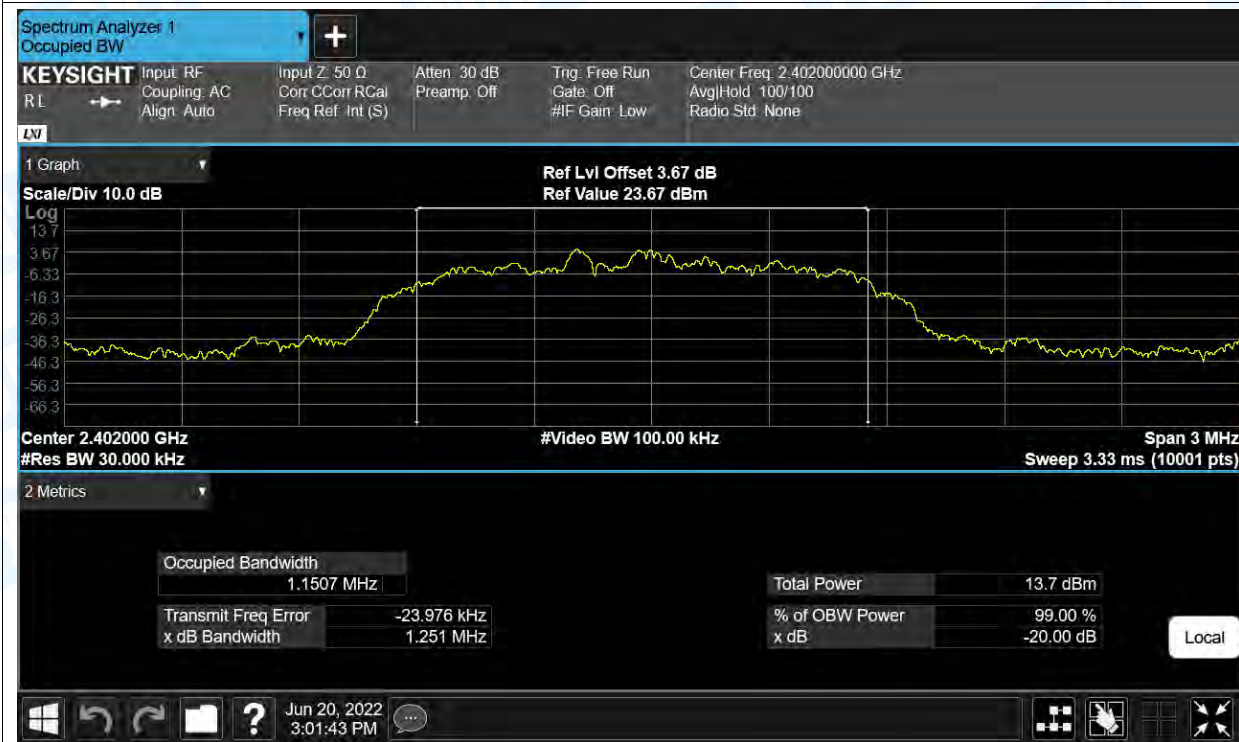 Spectrum Analyzer 1
Occupied BW
+
KEYSIGHT Input: RF Input Z: 50 Ω Atten: 30 dB Trig: Free Run Center Freq: 2.402000000 GHz
R L Coupling: AC Corr CCorr RCal Preamp: Off Gate: Off Avg|Hold: 100/100
Align: Auto Freq Ref: Int (S) #IF Gain: Low Radio Std: None
LXI
1 Graph
Ref Lvl Offset 3.67 dB
Scale/Div 10.0 dB Ref Value 23.67 dBm
Log
13.7
3.67
-6.33
-16.3
-26.3
-36.3
-46.3
-56.3
-66.3
Center 2.402000 GHz #Video BW 100.00 kHz Span 3 MHz
#Res BW 30.000 kHz Sweep 3.33 ms (10001 pts)
2 Metrics
Occupied Bandwidth
1.1507 MHz Total Power 13.7 dBm
Transmit Freq Error -23.976 kHz % of OBW Power 99.00 %
x dB Bandwidth 1.251 MHz x dB -20.00 dB
Local
? Jun 20, 2022
3:01:43 PM